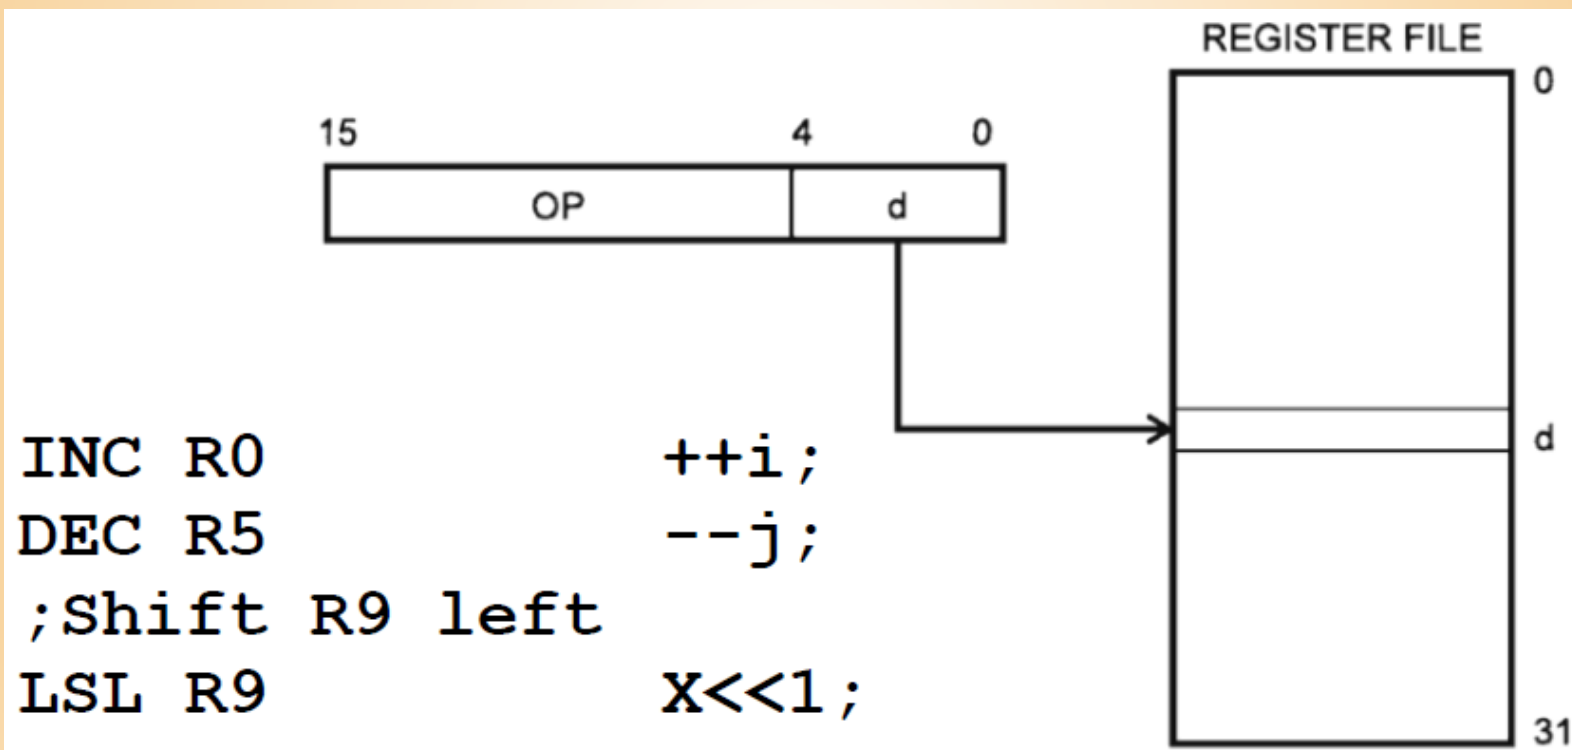 REGISTER FILE
0
15 4 0
OP d
d
INC R0 ++i;
DEC R5 --j;
;Shift R9 left
LSL R9 X<<1;
31